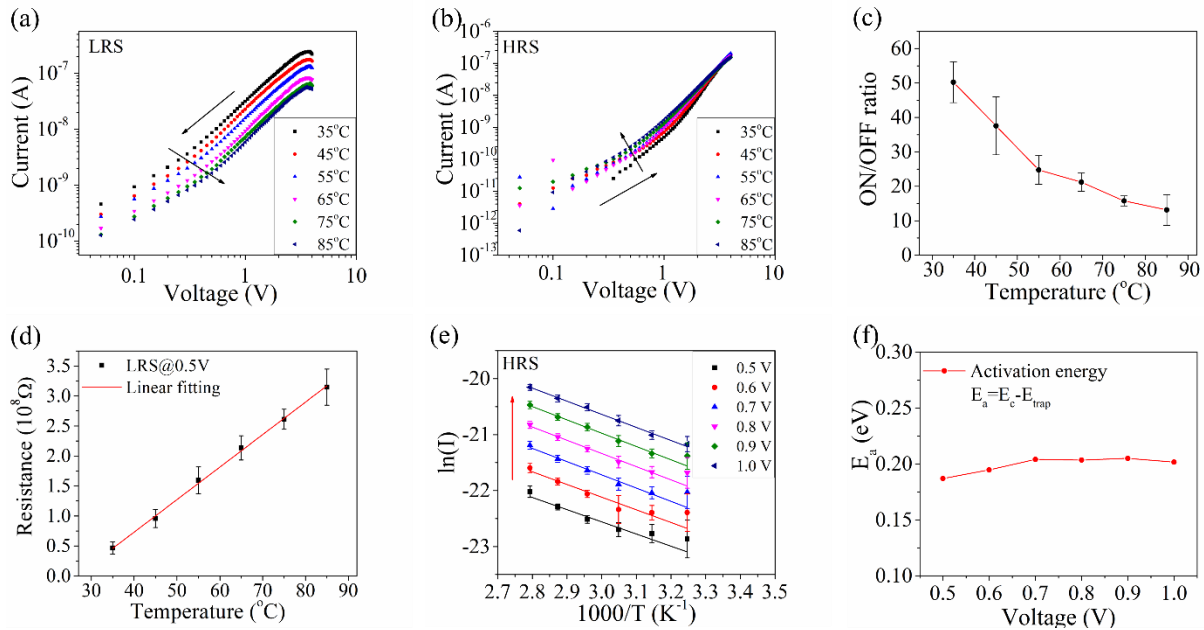 (a)
LRS
10⁻⁷
10⁻⁸
10⁻⁹
10⁻¹⁰
Current (A)
0.1
1
10
Voltage (V)
35°C
45°C
55°C
65°C
75°C
85°C
(b)
HRS
10⁻⁶
10⁻⁷
10⁻⁸
10⁻⁹
10⁻¹⁰
10⁻¹¹
10⁻¹²
10⁻¹³
Current (A)
0.1
1
10
Voltage (V)
35°C
45°C
55°C
65°C
75°C
85°C
(c)
60
50
40
30
20
10
0
ON/OFF ratio
30 40 50 60 70 80 90
Temperature (°C)
(d)
3.5
3.0
2.5
2.0
1.5
1.0
0.5
0.0
Resistance (10⁸Ω)
LRS@0.5V
Linear fitting
30 40 50 60 70 80 90
Temperature (°C)
(e)
HRS
-20
-21
-22
-23
ln(I)
0.5 V
0.6 V
0.7 V
0.8 V
0.9 V
1.0 V
2.7 2.8 2.9 3.0 3.1 3.2 3.3 3.4 3.5
1000/T (K⁻¹)
(f)
0.30
0.25
0.20
0.15
0.10
Eₐ (eV)
Activation energy
Eₐ=E_c-E_trap
0.5 0.6 0.7 0.8 0.9 1.0
Voltage (V)